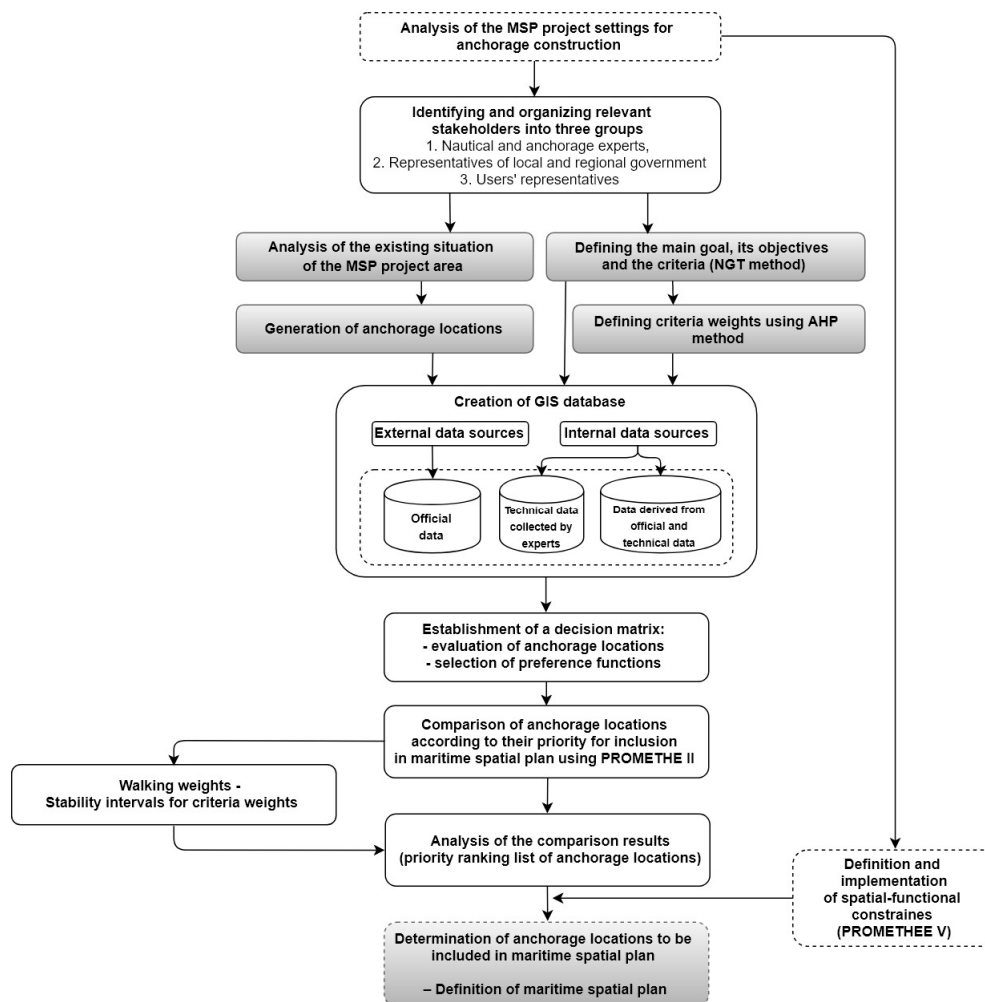 Analysis of the MSP project settings for
anchorage construction
Identifying and organizing relevant
stakeholders into three groups
1. Nautical and anchorage experts,
2. Representatives of local and regional government
3. Users' representatives
Analysis of the existing situation
of the MSP project area
Defining the main goal, its objectives
and the criteria (NGT method)
Generation of anchorage locations
Defining criteria weights using AHP
method
Creation of GIS database
External data sources
Internal data sources
Official
data
Technical data
collected by
experts
Data derived from
official and
technical data
Establishment of a decision matrix:
- evaluation of anchorage locations
- selection of preference functions
Comparison of anchorage locations
according to their priority for inclusion
in maritime spatial plan using PROMETHE II
Walking weights -
Stability intervals for criteria weights
Analysis of the comparison results
(priority ranking list of anchorage locations)
Definition and
implementation
of spatial-functional
constraines
(PROMETHEE V)
Determination of anchorage locations to be
included in maritime spatial plan
– Definition of maritime spatial plan